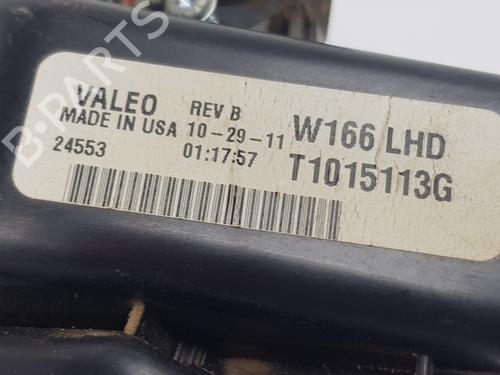 VALEO REV B W166 LHD
MADE IN USA 10-29-11 T1015113G
24553 01:17:57
B-PARTS